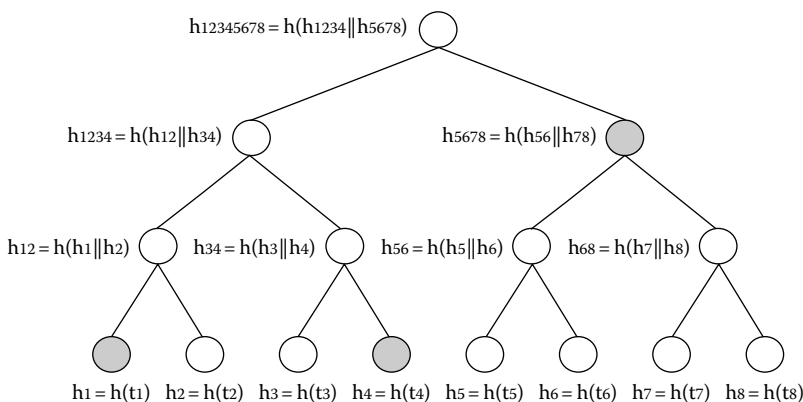 h12345678 = h(h1234||h5678)
h1234 = h(h12||h34)
h5678 = h(h56||h78)
h12 = h(h1||h2)
h34 = h(h3||h4)
h56 = h(h5||h6)
h68 = h(h7||h8)
h1 = h(t1)
h2 = h(t2)
h3 = h(t3)
h4 = h(t4)
h5 = h(t5)
h6 = h(t6)
h7 = h(t7)
h8 = h(t8)